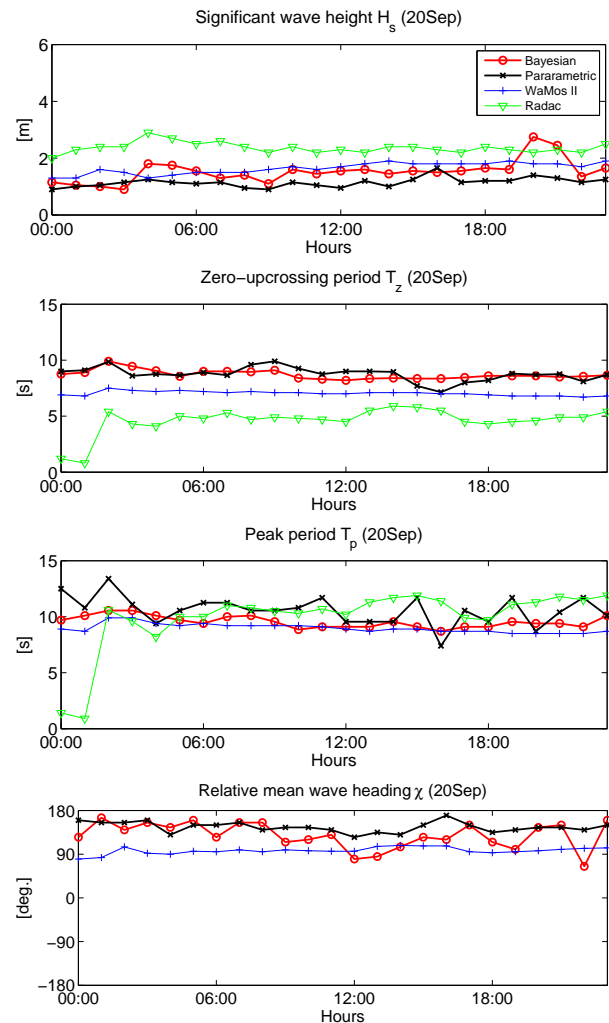 Significant wave height H_s (20Sep)
6
4
2
0
[m]
Bayesian
Pararametric
WaMos II
Radac
00:00 06:00 12:00 18:00
Hours
Zero−upcrossing period T_z (20Sep)
15
10
5
0
[s]
00:00 06:00 12:00 18:00
Hours
Peak period T_p (20Sep)
15
10
5
0
[s]
00:00 06:00 12:00 18:00
Hours
Relative mean wave heading χ (20Sep)
180
90
0
−90
−180
[deg.]
00:00 06:00 12:00 18:00
Hours